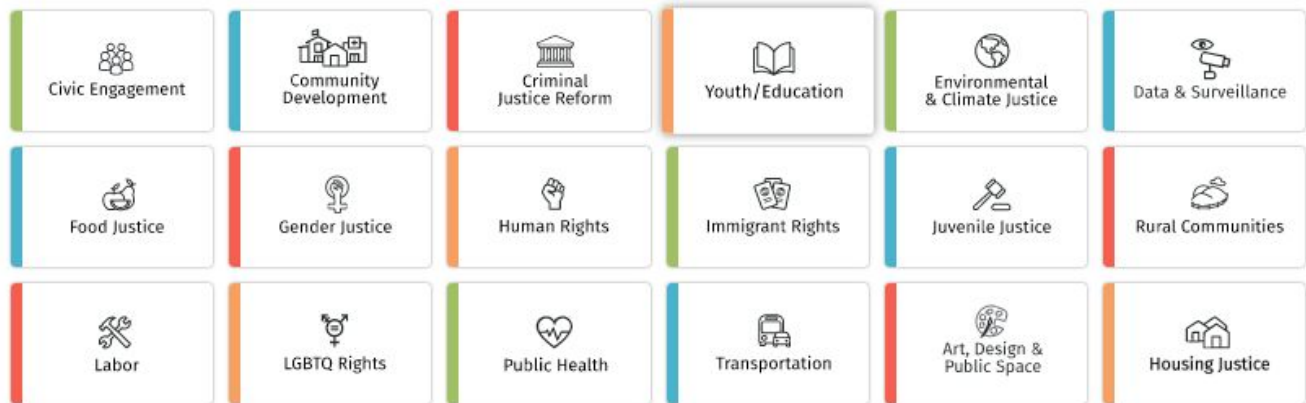 Civic Engagement
Community
Development
Criminal
Justice Reform
Youth/Education
Environmental
& Climate Justice
Data & Surveillance
Food Justice
Gender Justice
Human Rights
Immigrant Rights
Juvenile Justice
Rural Communities
Labor
LGBTQ Rights
Public Health
Transportation
Art, Design &
Public Space
Housing Justice